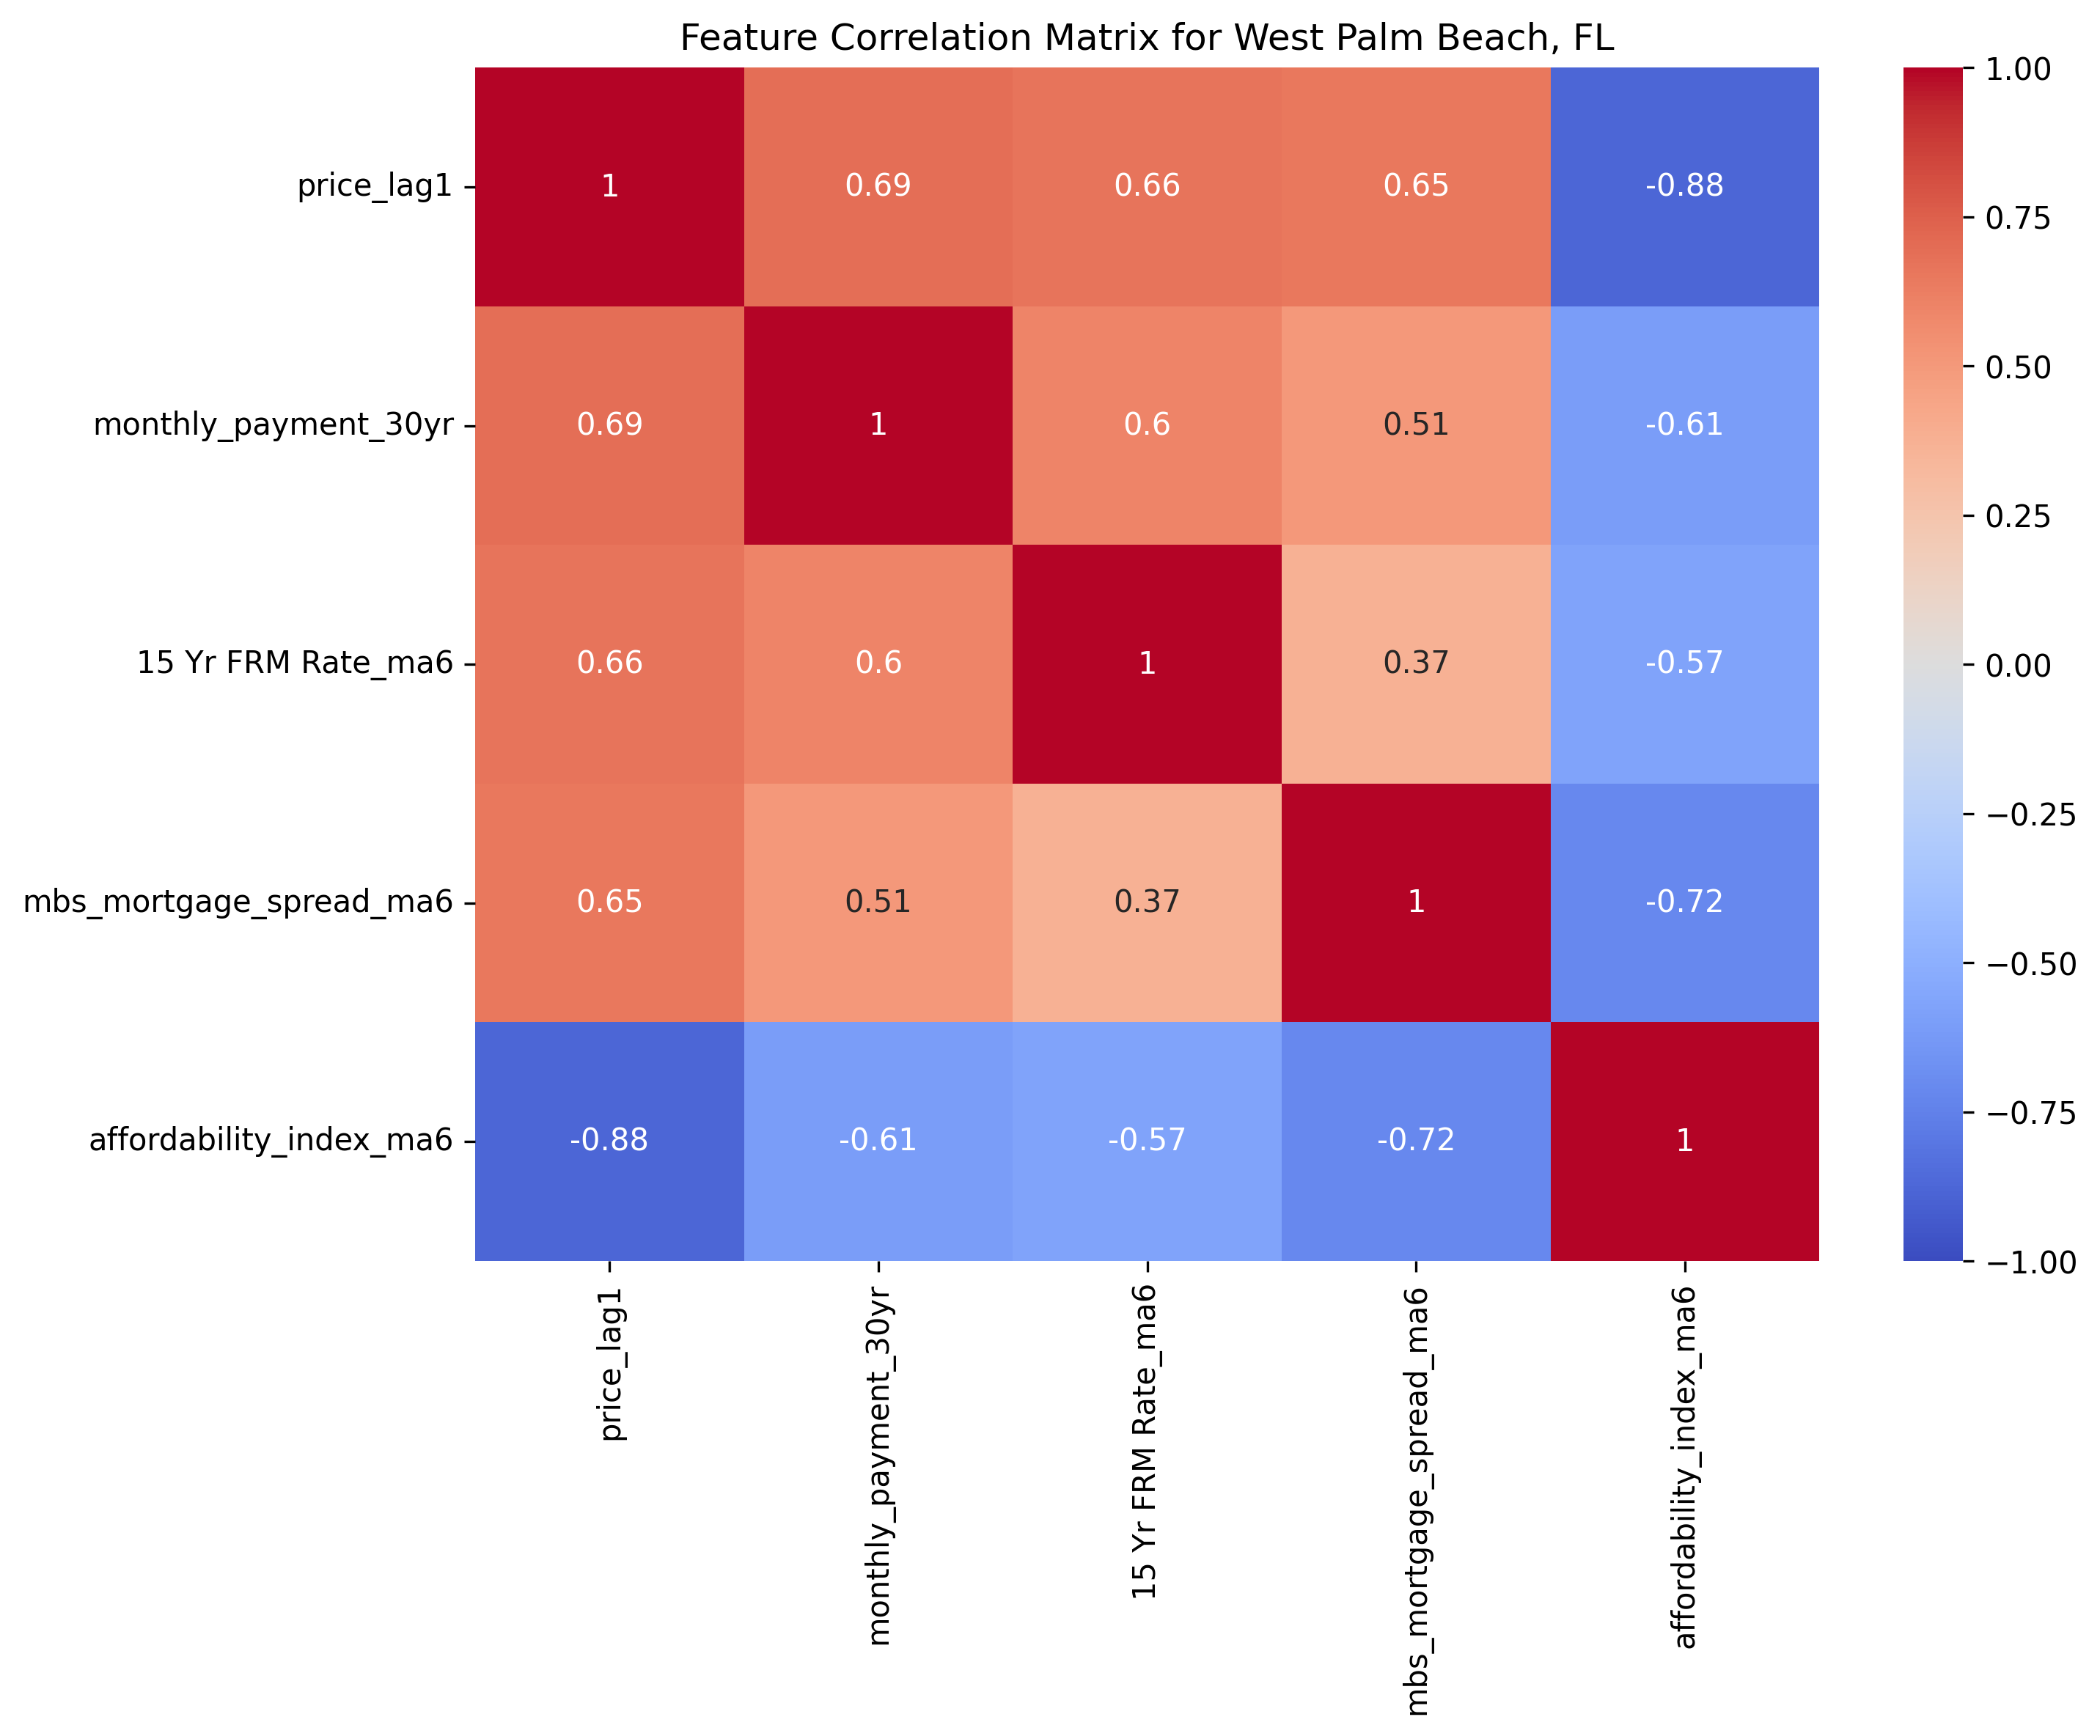 Feature Correlation Matrix for West Palm Beach, FL
price_lag1 1 0.69 0.66 0.65 -0.88
monthly_payment_30yr 0.69 1 0.6 0.51 -0.61
15 Yr FRM Rate_ma6 0.66 0.6 1 0.37 -0.57
mbs_mortgage_spread_ma6 0.65 0.51 0.37 1 -0.72
affordability_index_ma6 -0.88 -0.61 -0.57 -0.72 1
price_lag1
monthly_payment_30yr
15 Yr FRM Rate_ma6
mbs_mortgage_spread_ma6
affordability_index_ma6
1.00
0.75
0.50
0.25
0.00
−0.25
−0.50
−0.75
−1.00